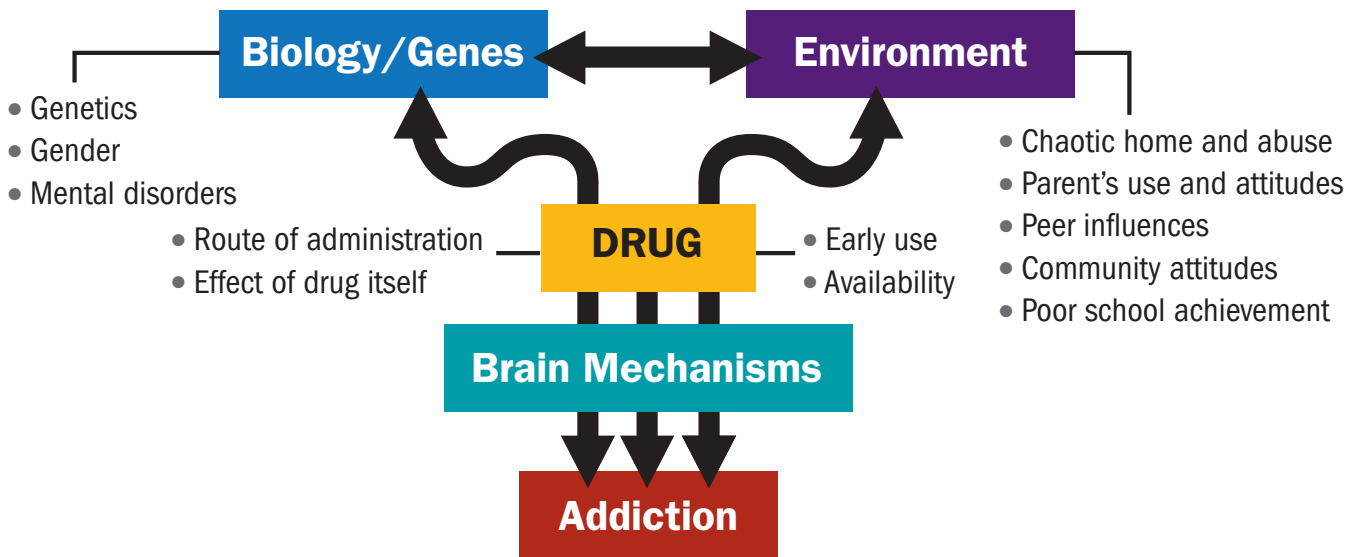 Biology/Genes
Environment
• Genetics
• Gender
• Mental disorders
• Chaotic home and abuse
• Parent's use and attitudes
• Peer influences
• Community attitudes
• Poor school achievement
• Route of administration
• Effect of drug itself
DRUG
• Early use
• Availability
Brain Mechanisms
Addiction